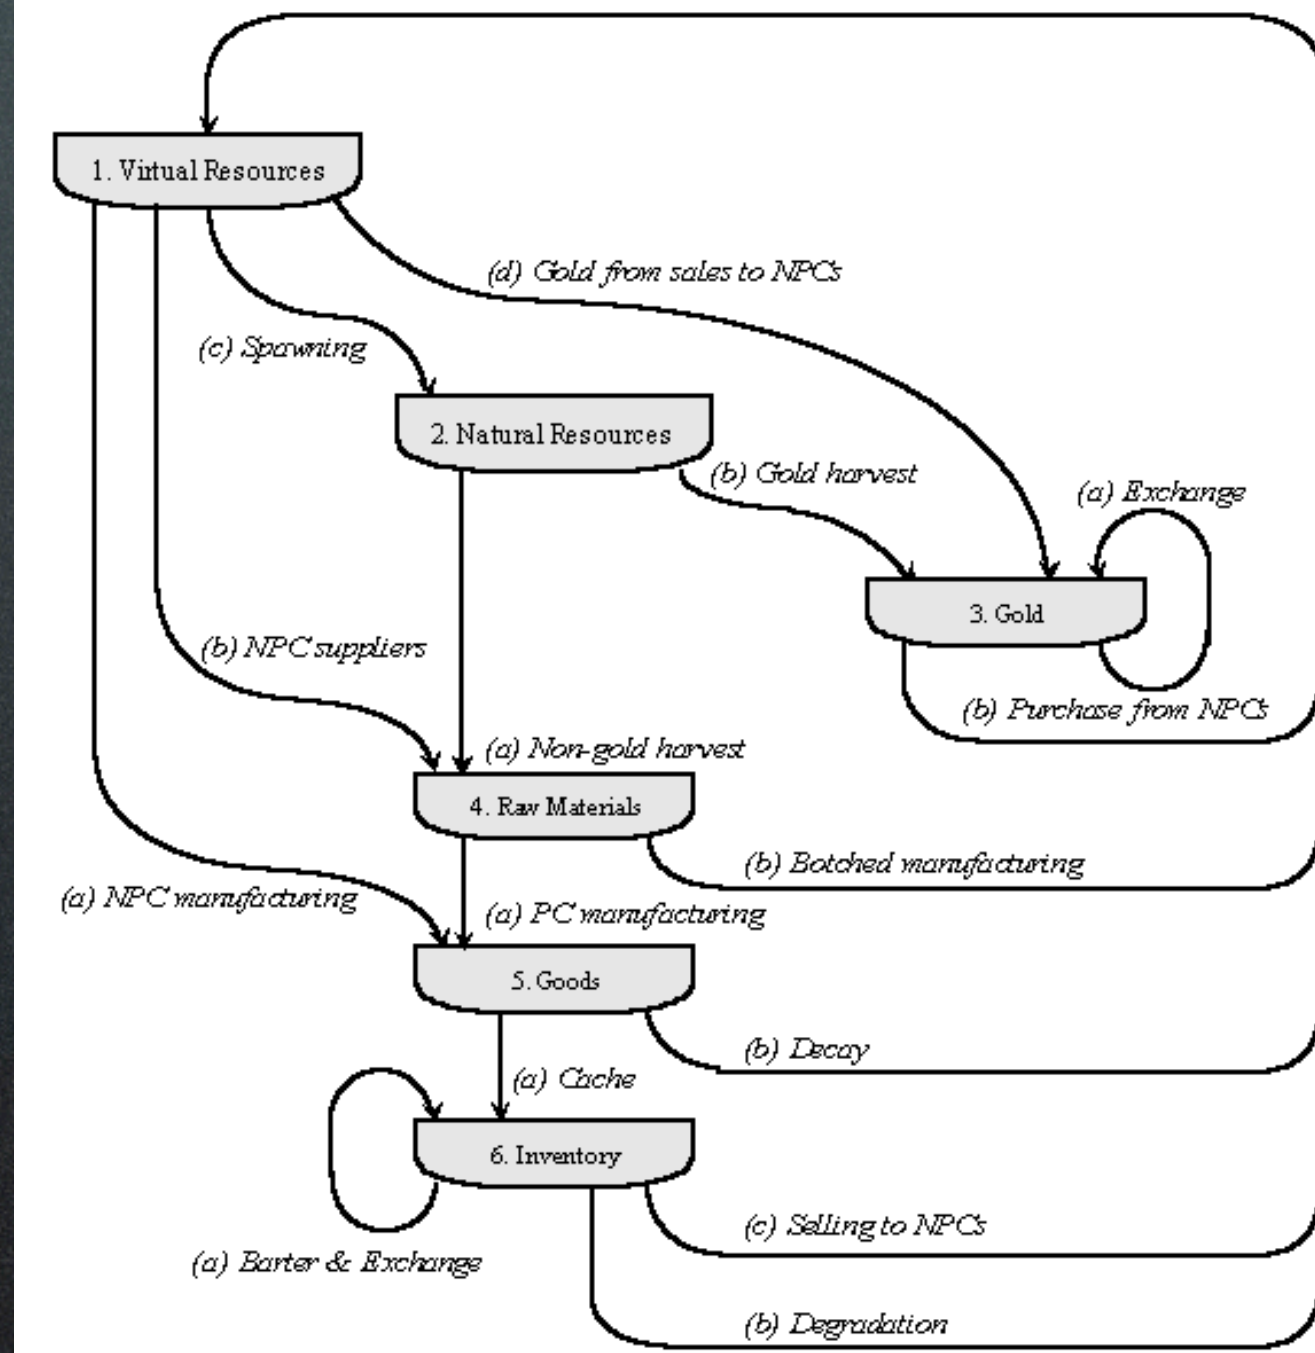 1. Virtual Resources
(d) Gold from sales to NPCs
(c) Spawning
2. Natural Resources
(b) Gold harvest
(a) Exchange
3. Gold
(b) NPC suppliers
(b) Purchase from NPCs
(a) Non-gold harvest
4. Raw Materials
(b) Botched manufacturing
(a) NPC manufacturing
(a) PC manufacturing
5. Goods
(b) Decay
(a) Cache
6. Inventory
(c) Selling to NPCs
(a) Barter & Exchange
(b) Degradation